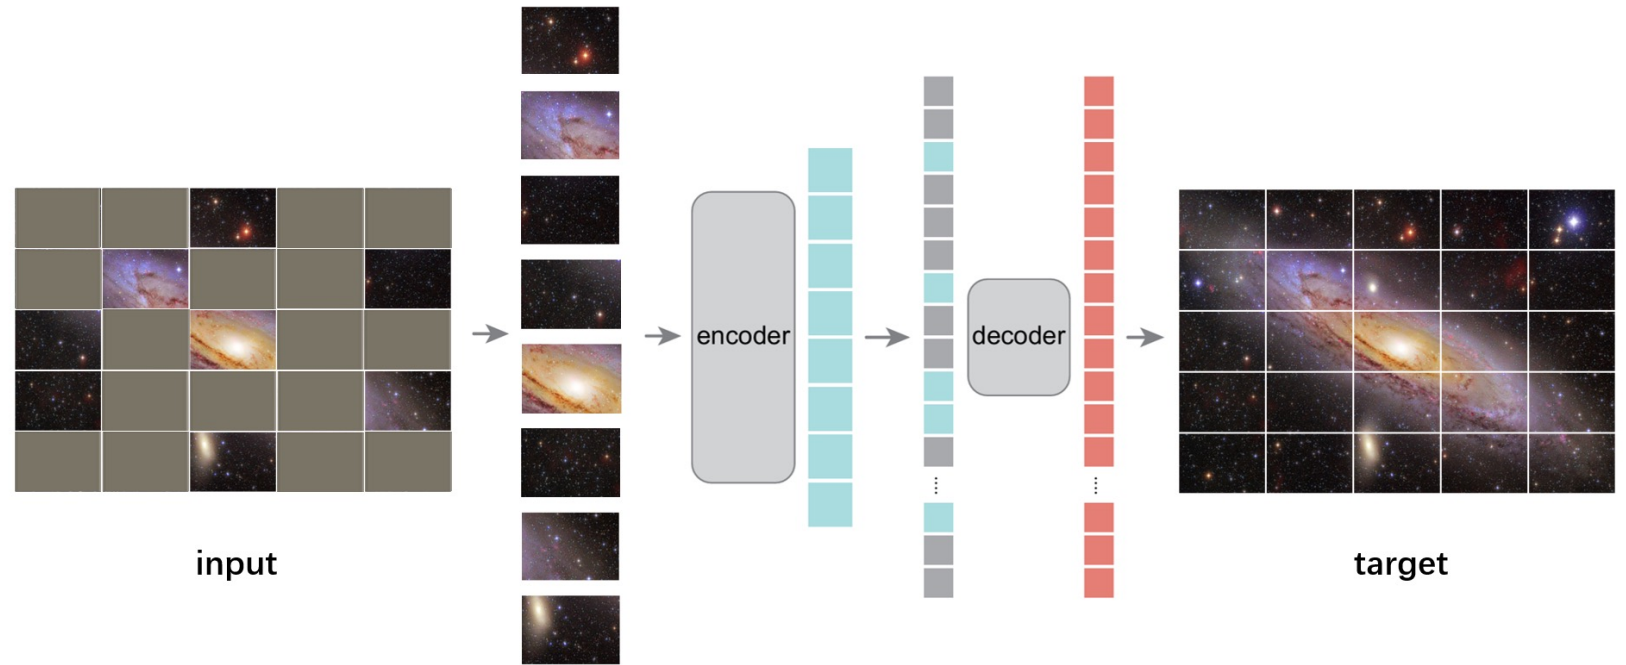 encoder
decoder
input
target